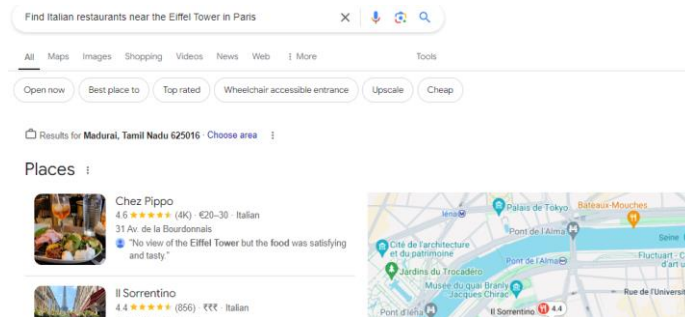 Find Italian restaurants near the Eiffel Tower in Paris
All Maps Images Shopping Videos News Web More Tools
Open now Best place to Top rated Wheelchair accessible entrance Upscale Cheap
Results for Madurai, Tamil Nadu 625016 · Choose area
Places
Chez Pippo
4.6 (4K) · €20–30 · Italian
31 Av. de la Bourdonnais
"No view of the Eiffel Tower but the food was satisfying
and tasty."
Il Sorrentino
4.4 (856) · ₹₹₹ · Italian
Palais de Tokyo
Bateaux-Mouches
Iéna
Pont de l'Alma
Seine
Cité de l'architecture
et du patrimoine
Pont de l'Alma
Fluctuart - C
d'art u
Jardins du Trocadéro
Musée du quai Branly
Jacques Chirac
Rue de l'Universit
Pont d'Iéna
Il Sorrentino 4.4